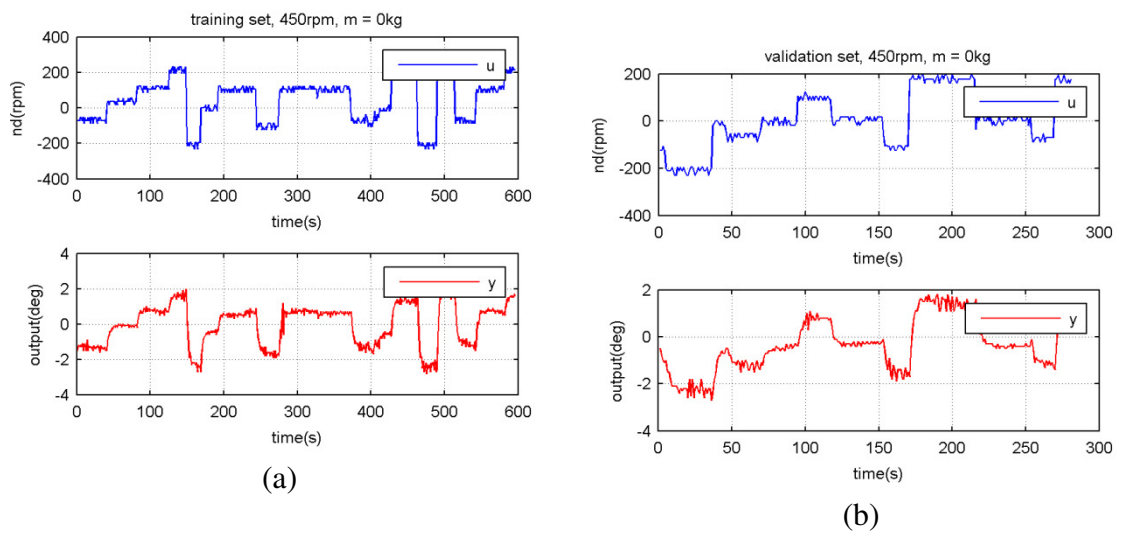 training set, 450rpm, m = 0kg
400
200
0
-200
-400
nd(rpm)
u
0 100 200 300 400 500 600
time(s)
4
2
0
-2
-4
output(deg)
y
0 100 200 300 400 500 600
time(s)
(a)
validation set, 450rpm, m = 0kg
200
0
-200
-400
nd(rpm)
u
0 50 100 150 200 250 300
time(s)
2
0
-2
-4
output(deg)
y
0 50 100 150 200 250 300
time(s)
(b)